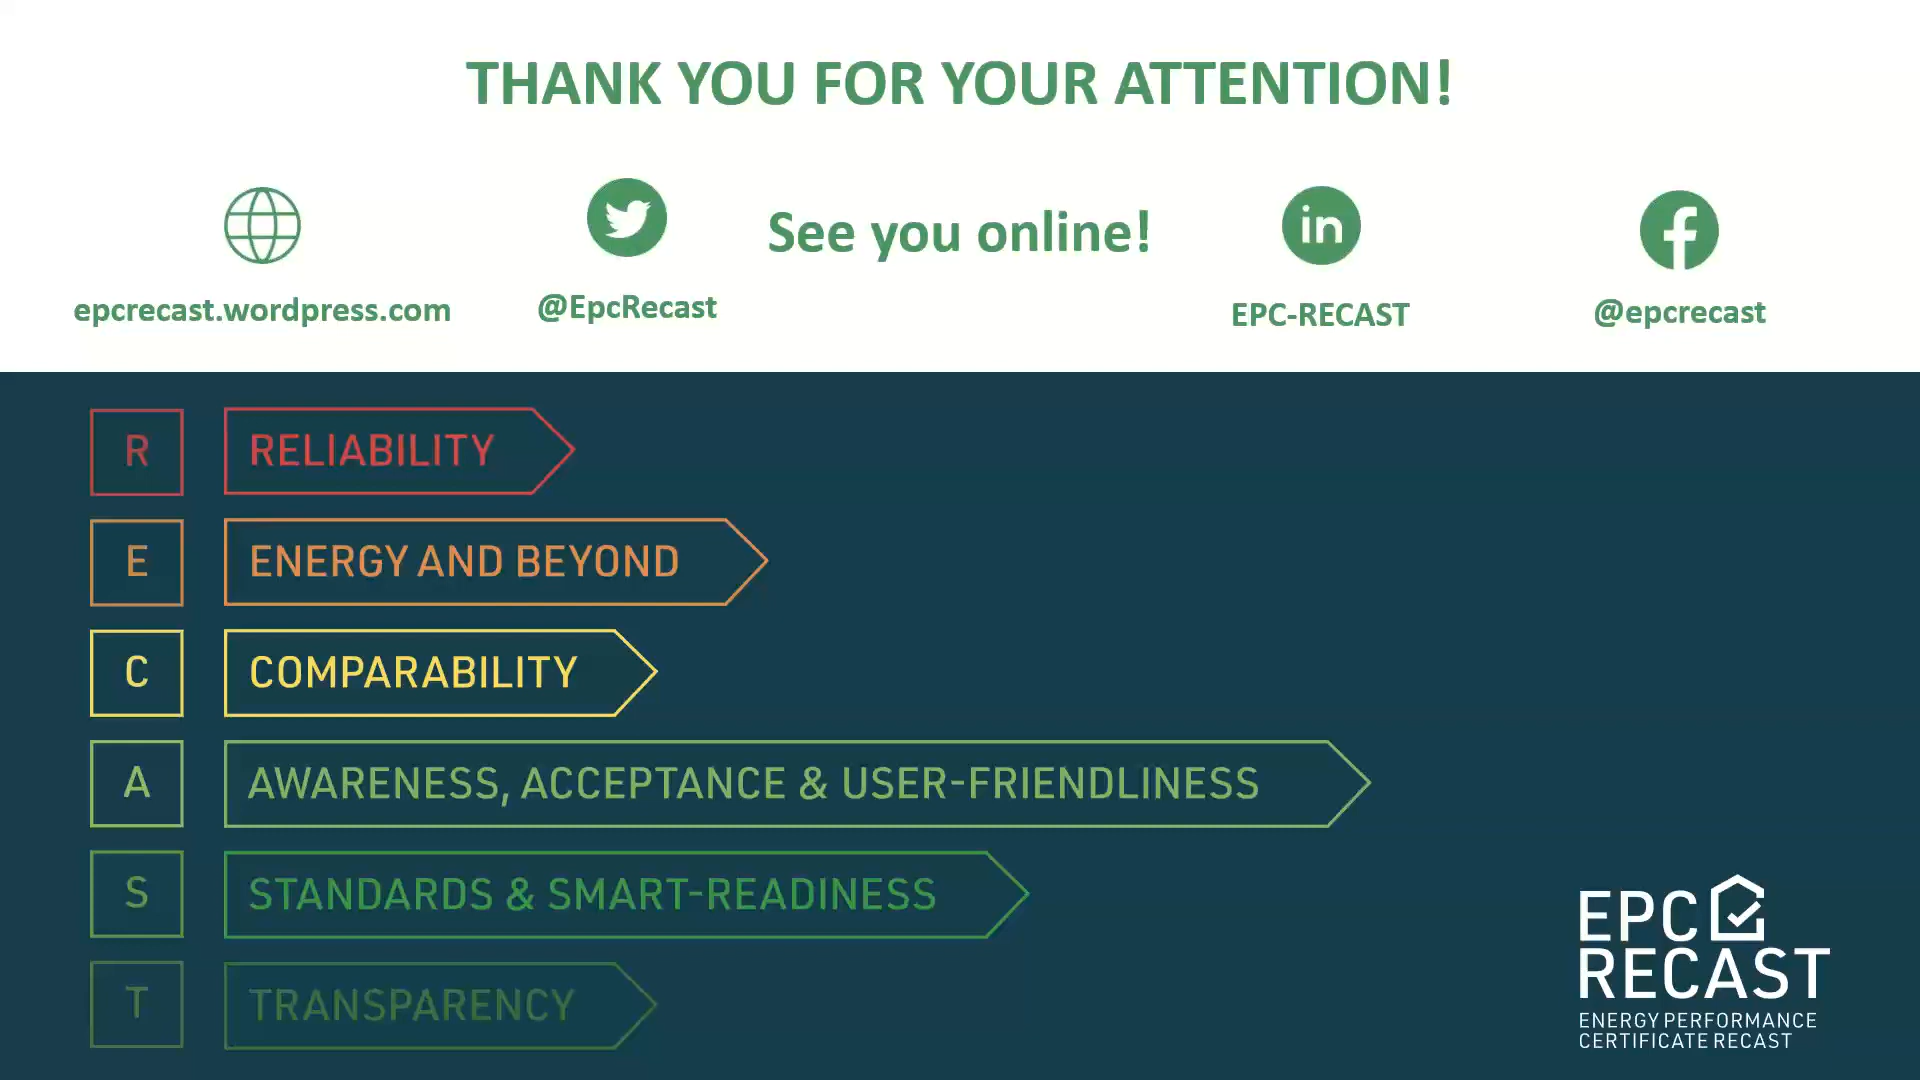 THANK YOU FOR YOUR ATTENTION!
See you online!
epcrecast.wordpress.com
@EpcRecast
EPC-RECAST
@epcrecast
R RELIABILITY
E ENERGY AND BEYOND
C COMPARABILITY
A AWARENESS, ACCEPTANCE & USER-FRIENDLINESS
S STANDARDS & SMART-READINESS
T TRANSPARENCY
EPC
RECAST
ENERGY PERFORMANCE
CERTIFICATE RECAST